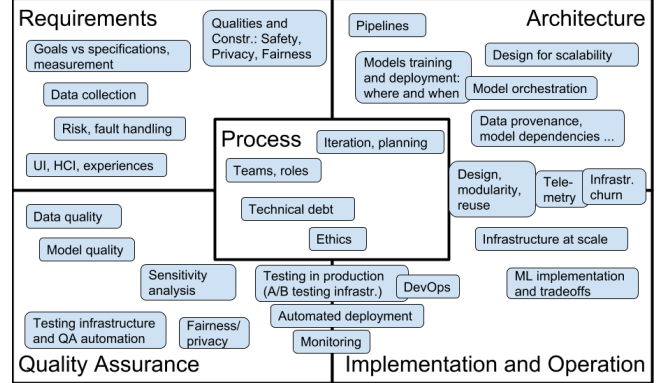 Requirements
Qualities and
Constr.: Safety,
Privacy, Fairness
Goals vs specifications,
measurement
Data collection
Risk, fault handling
UI, HCI, experiences
Architecture
Pipelines
Models training
and deployment:
where and when
Design for scalability
Model orchestration
Data provenance,
model dependencies ...
Process
Iteration, planning
Teams, roles
Technical debt
Ethics
Design,
modularity,
reuse
Tele-
metry
Infrastr.
churn
Infrastructure at scale
ML implementation
and tradeoffs
Data quality
Model quality
Sensitivity
analysis
Testing infrastructure
and QA automation
Fairness/
privacy
Testing in production
(A/B testing infrastr.)
DevOps
Automated deployment
Monitoring
Quality Assurance
Implementation and Operation